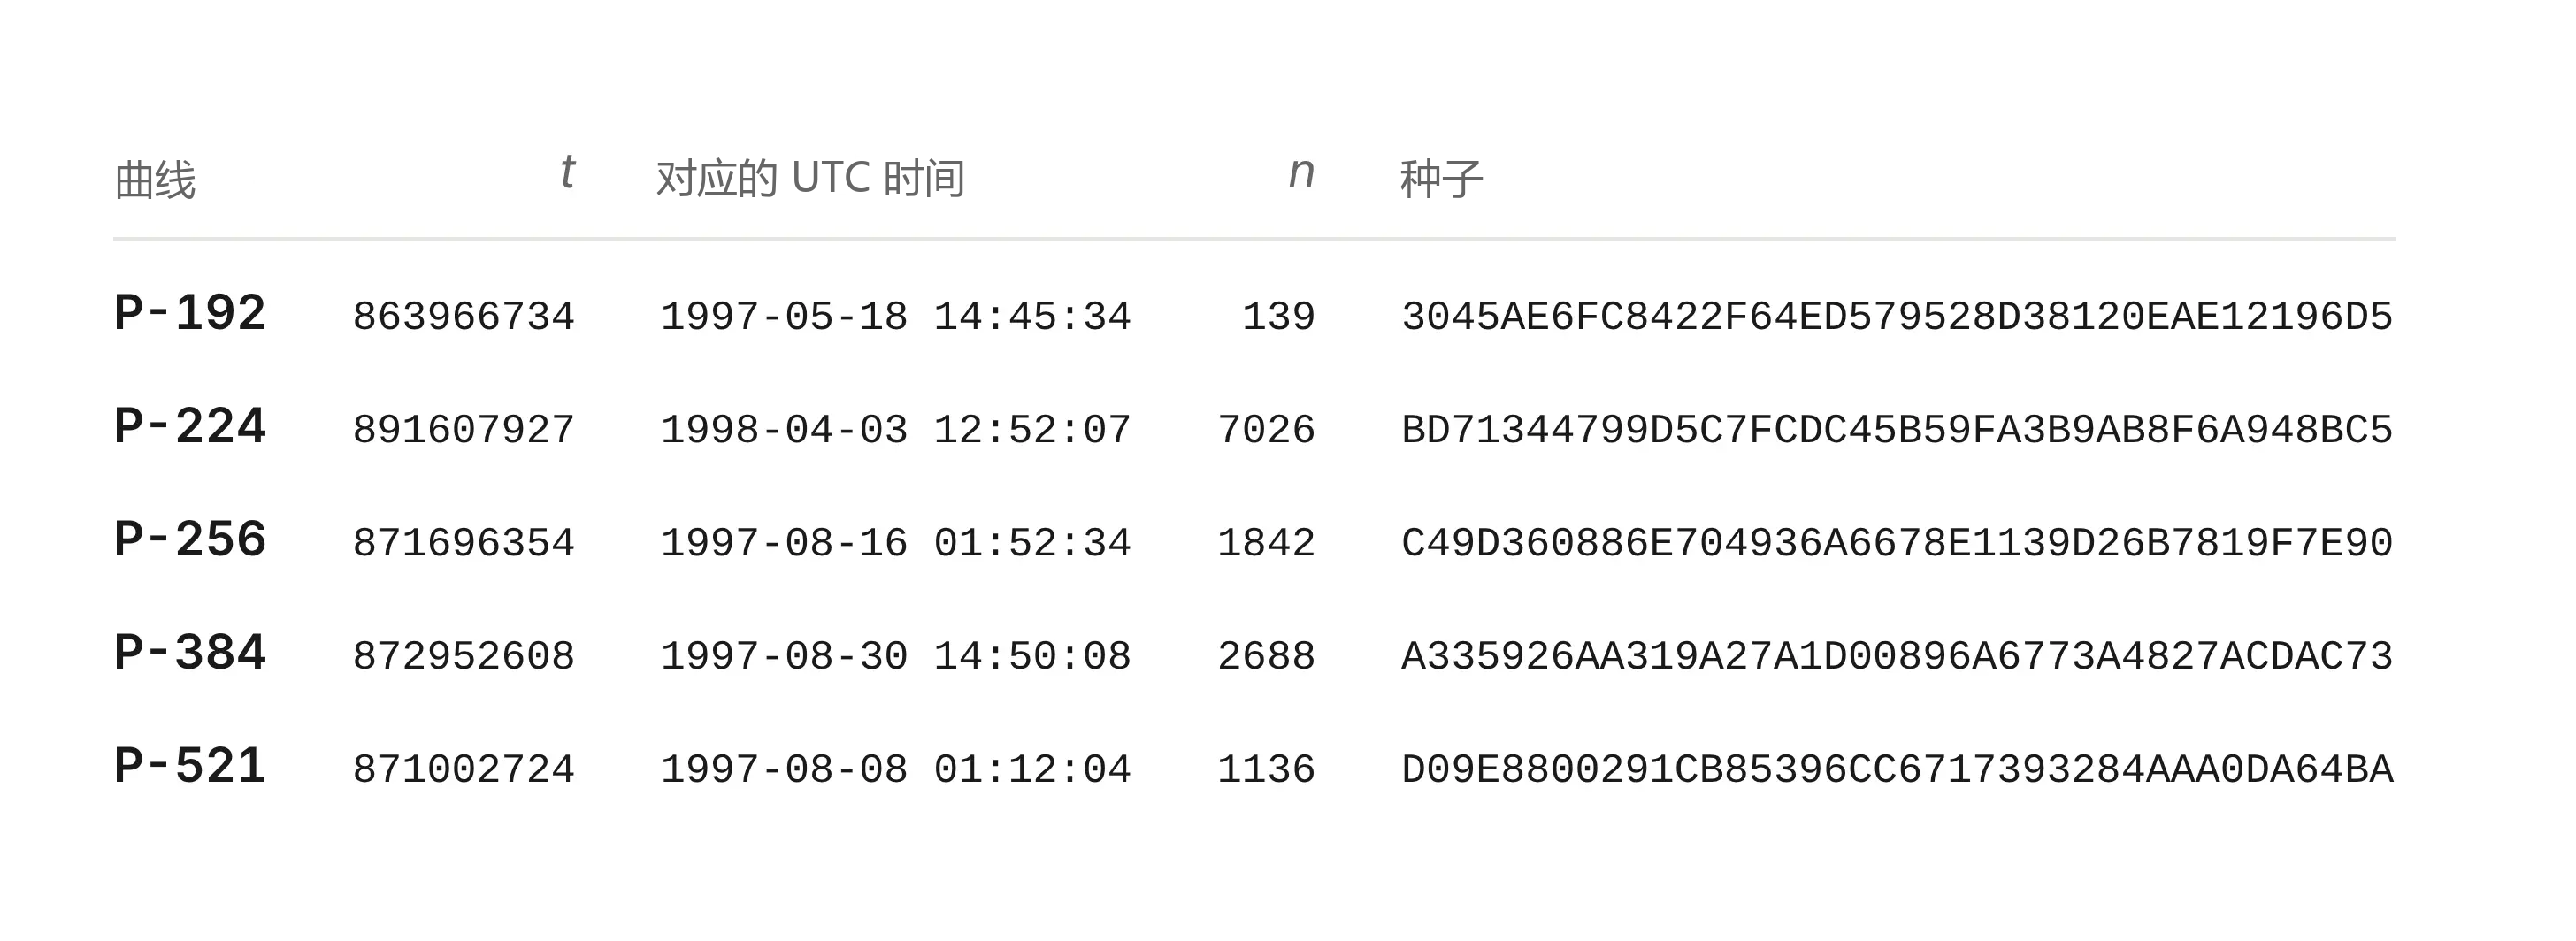 曲线 t 对应的 UTC 时间 n 种子
P-192 863966734 1997-05-18 14:45:34 139 3045AE6FC8422F64ED579528D38120EAE12196D5
P-224 891607927 1998-04-03 12:52:07 7026 BD71344799D5C7FCDC45B59FA3B9AB8F6A948BC5
P-256 871696354 1997-08-16 01:52:34 1842 C49D360886E704936A6678E1139D26B7819F7E90
P-384 872952608 1997-08-30 14:50:08 2688 A335926AA319A27A1D00896A6773A4827ACDAC73
P-521 871002724 1997-08-08 01:12:04 1136 D09E8800291CB85396CC6717393284AAA0DA64BA